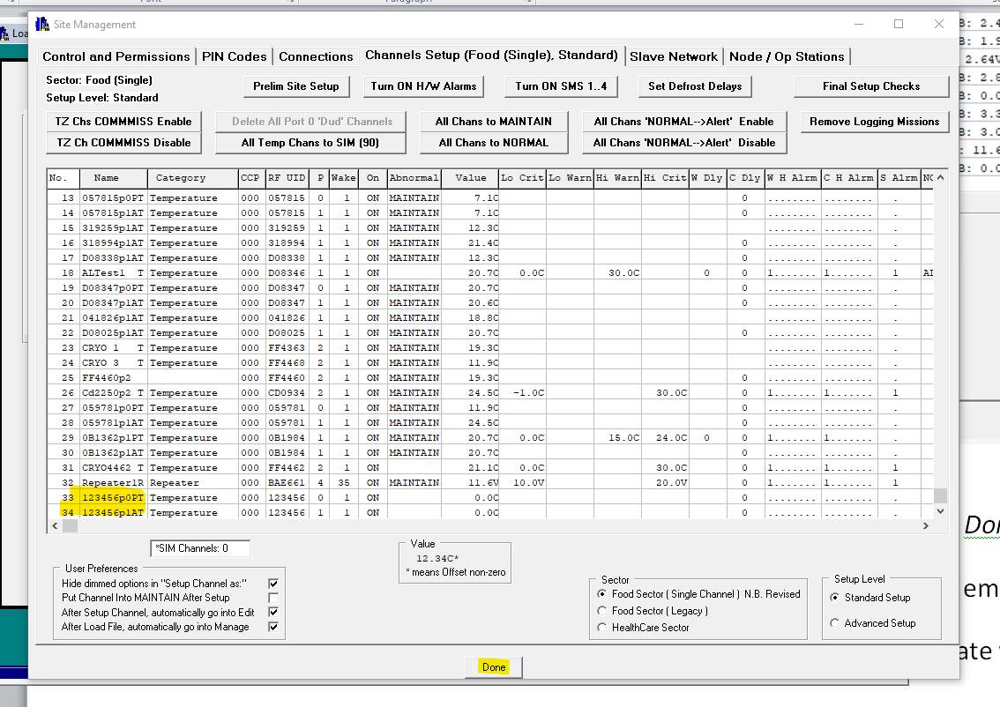 Site Management
Control and Permissions PIN Codes Connections Channels Setup (Food (Single), Standard) Slave Network Node / Op Stations
Sector: Food (Single)
Setup Level: Standard
Prelim Site Setup Turn ON H/W Alarms Turn ON SMS 1..4 Set Defrost Delays Final Setup Checks
TZ Chs COMMMISS Enable Delete All Port 0 'Dud' Channels All Chans to MAINTAIN All Chans 'NORMAL-->Alert' Enable Remove Logging Missions
TZ Ch COMMMISS Disable All Temp Chans to SIM (90) All Chans to NORMAL All Chans 'NORMAL-->Alert' Disable
No. Name Category CCP RF UID P Wake On Abnormal Value Lo Crit Lo Warn Hi Warn Hi Crit W Dly C Dly W H Alrm C H Alrm S Alrm NO
13 057815p0PT Temperature 000 057815 0 1 ON MAINTAIN 7.1C 0 ........ ........ .
14 057815p1AT Temperature 000 057815 1 1 ON MAINTAIN 7.1C 0 ........ ........ .
15 319259p1AT Temperature 000 319259 1 1 ON MAINTAIN 12.3C ........ ........ .
16 318994p1AT Temperature 000 318994 1 1 ON MAINTAIN 21.4C 0 ........ ........ .
17 D08338p1AT Temperature 000 D08338 1 1 ON MAINTAIN 12.3C 0 ........ ........ .
18 ALTest1 T Temperature 000 D08346 1 1 ON 20.7C 0.0C 30.0C 0 0 1....... 1....... 1 AL
19 D08347p0PT Temperature 000 D08347 0 1 ON MAINTAIN 20.7C 0 ........ ........ .
20 D08347p1AT Temperature 000 D08347 1 1 ON MAINTAIN 20.6C 0 ........ ........ .
21 041826p1AT Temperature 000 041826 1 1 ON MAINTAIN 18.8C ........ ........ .
22 D08025p1AT Temperature 000 D08025 1 1 ON MAINTAIN 20.7C 0 ........ ........ .
23 CRYO 1 T Temperature 000 FF4363 2 1 ON MAINTAIN 19.3C ........ ........ .
24 CRYO 3 T Temperature 000 FF4468 2 1 ON MAINTAIN 11.9C ........ ........ .
25 FF4460p2 000 FF4460 2 1 ON MAINTAIN 19.3C 0 ........ ........ .
26 Cd2250p2 T Temperature 000 CD0934 2 1 ON MAINTAIN 24.5C -1.0C 30.0C 0 1....... 1....... 1
27 059781p0PT Temperature 000 059781 0 1 ON MAINTAIN 11.9C 0 ........ ........ .
28 059781p1AT Temperature 000 059781 1 1 ON MAINTAIN 24.5C 0 ........ ........ .
29 0B1362p1PT Temperature 000 0B1984 1 1 ON MAINTAIN 20.7C 0.0C 15.0C 24.0C 0 0 1....... 1....... 1
30 0B1362p1AT Temperature 000 0B1984 1 1 ON MAINTAIN 20.7C 0 ........ ........ .
31 CRYO4462 T Temperature 000 FF4462 2 1 ON 21.1C 0.0C 30.0C 0 1....... 1....... 1
32 Repeater1R Repeater 000 BAE661 4 35 ON MAINTAIN 11.6V 10.0V 20.0V 0 1....... 1....... 1
33 123456p0PT Temperature 000 123456 0 1 ON 0.0C 0 ........ ........ .
34 123456p1AT Temperature 000 123456 1 1 ON 0.0C 0 ........ ........ .
*SIM Channels: 0
Value
12.34C*
* means Offset non-zero
User Preferences
Hide dimmed options in "Setup Channel as:"
Put Channel Into MAINTAIN After Setup
After Setup Channel, automatically go into Edit
After Load File, automatically go into Manage
Sector
Food Sector ( Single Channel ) N.B. Revised
Food Sector ( Legacy )
HealthCare Sector
Setup Level
Standard Setup
Advanced Setup
Done